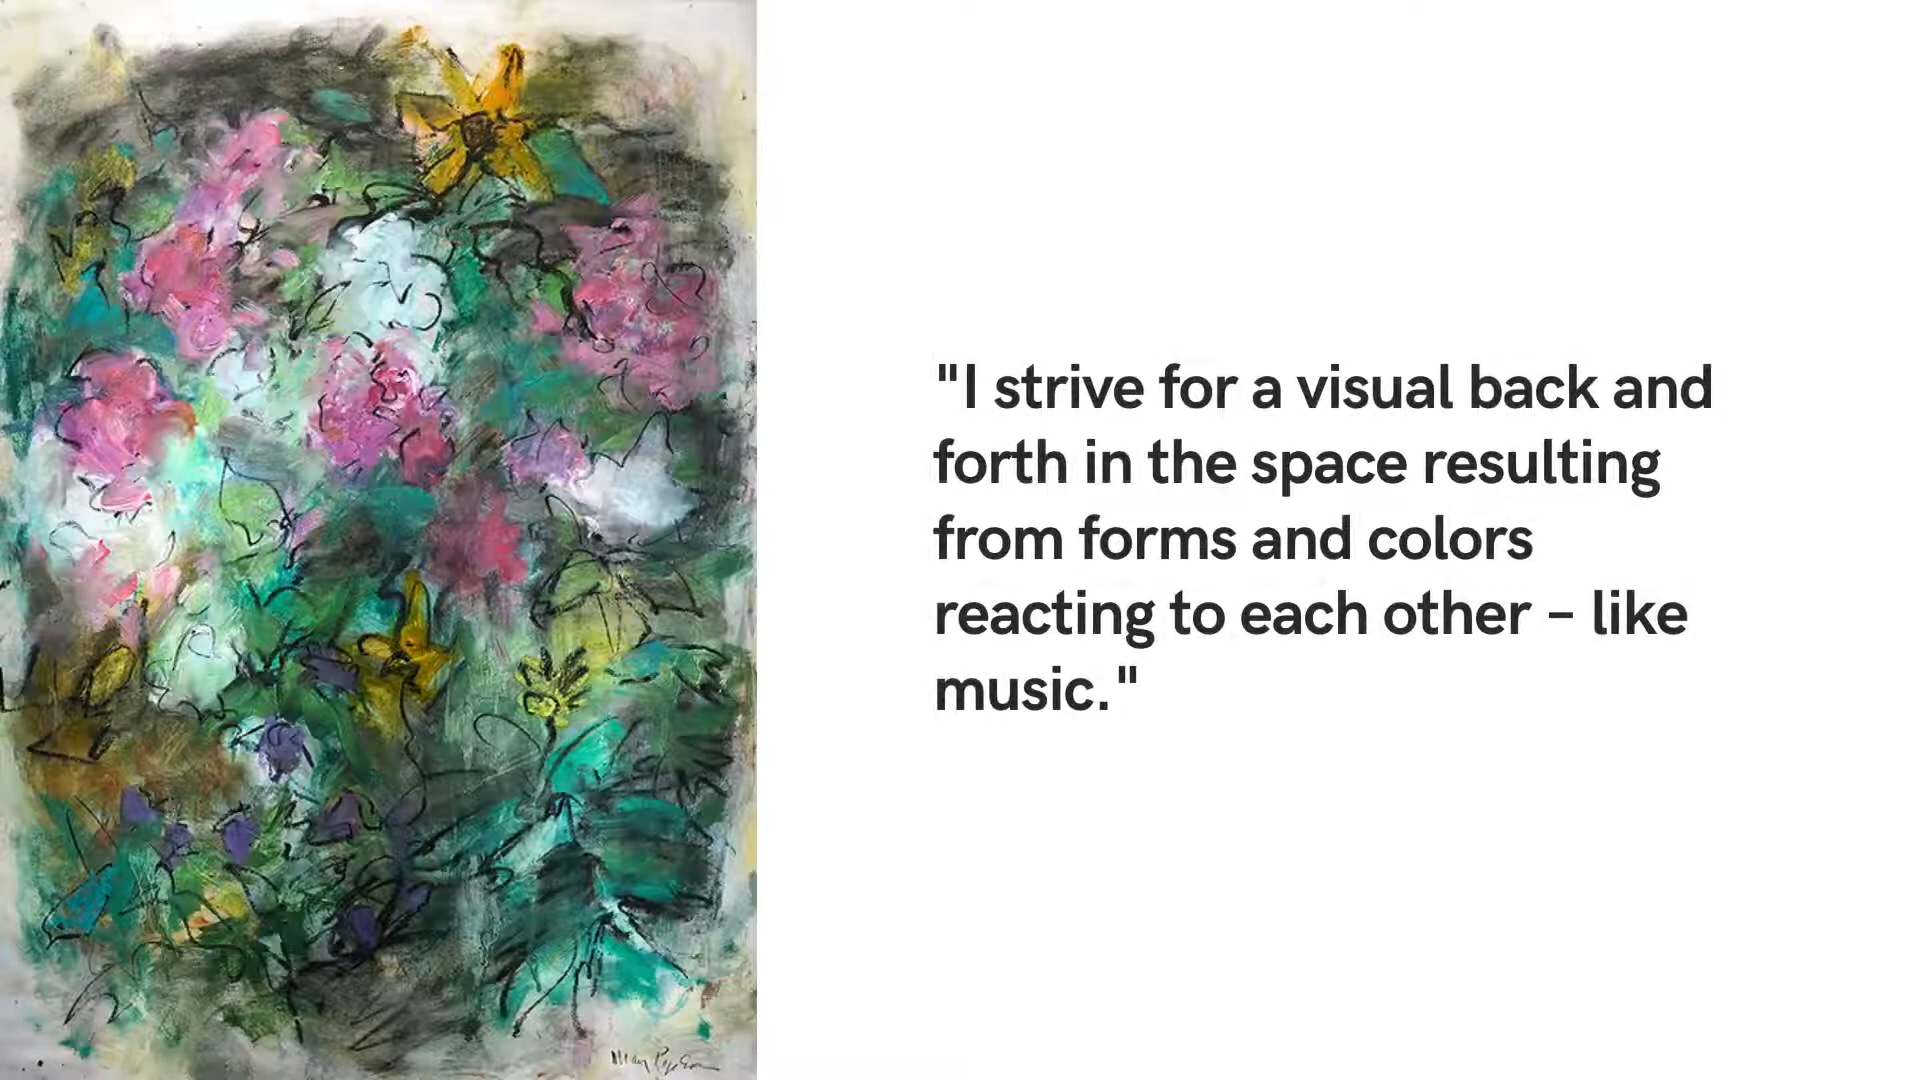 "I strive for a visual back and
forth in the space resulting
from forms and colors
reacting to each other – like
music."